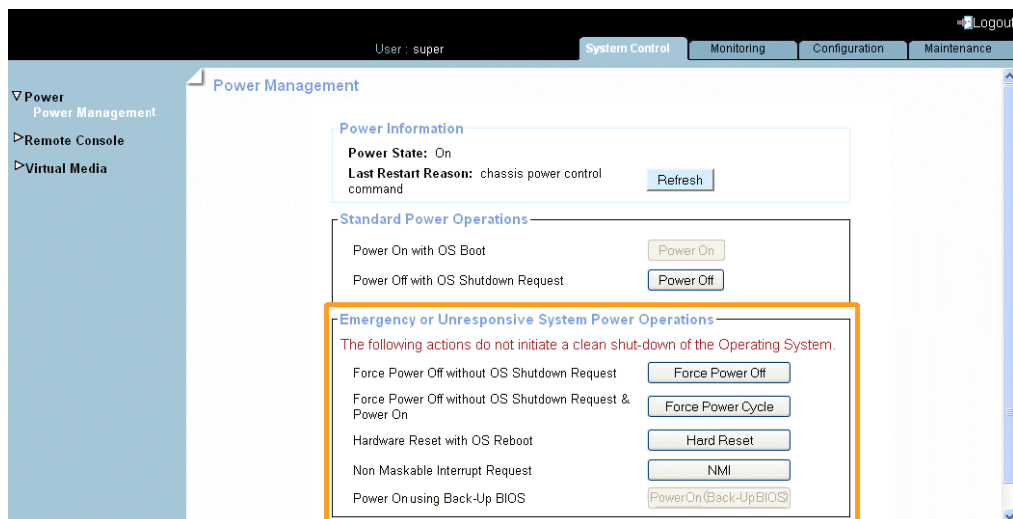 Logout
User : super
System Control
Monitoring
Configuration
Maintenance
Power
Power Management
Remote Console
Virtual Media
Power Management
Power Information
Power State: On
Last Restart Reason: chassis power control
command
Refresh
Standard Power Operations
Power On with OS Boot
Power On
Power Off with OS Shutdown Request
Power Off
Emergency or Unresponsive System Power Operations
The following actions do not initiate a clean shut-down of the Operating System.
Force Power Off without OS Shutdown Request
Force Power Off
Force Power Off without OS Shutdown Request &
Power On
Force Power Cycle
Hardware Reset with OS Reboot
Hard Reset
Non Maskable Interrupt Request
NMI
Power On using Back-Up BIOS
PowerOn(Back-UpBIOS)